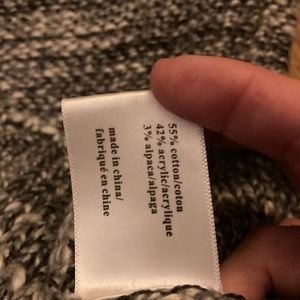 55% cotton/coton
42% acrylic/acrylique
3% alpaca/alpaga
made in china/
fabriqué en chine